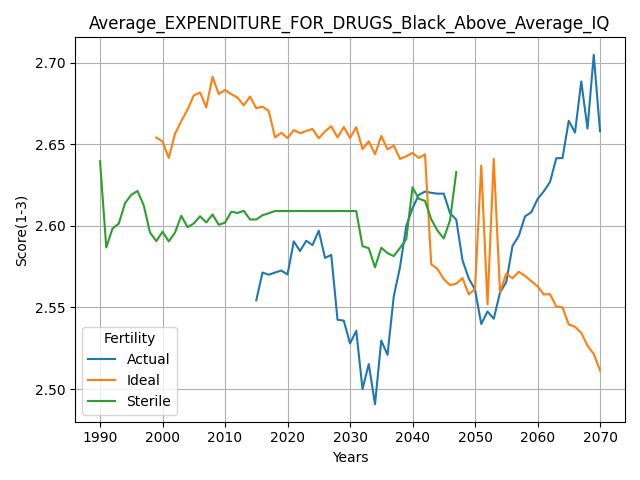 Average_EXPENDITURE_FOR_DRUGS_Black_Above_Average_IQ
Score(1-3)
2.70
2.65
2.60
2.55
2.50
Fertility
Actual
Ideal
Sterile
1990 2000 2010 2020 2030 2040 2050 2060 2070
Years